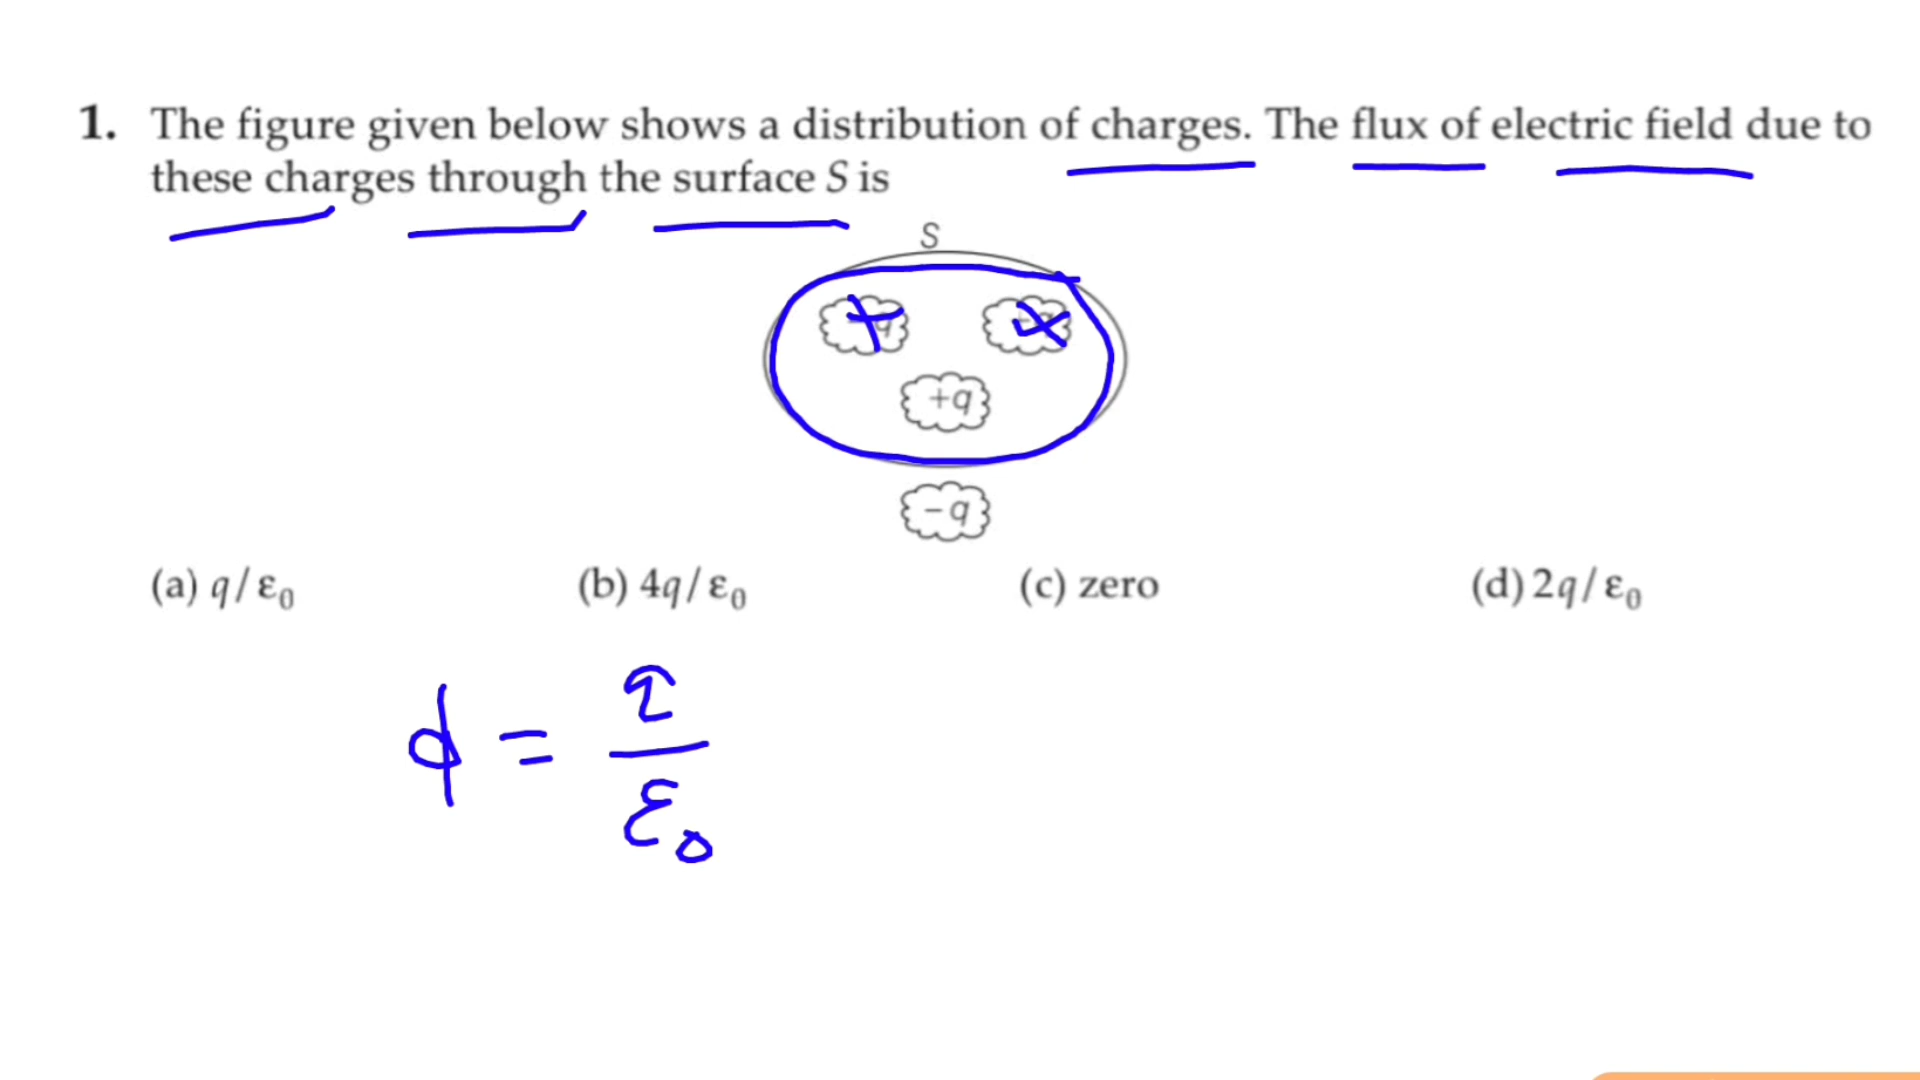 1. The figure given below shows a distribution of charges. The flux of electric field due to
these charges through the surface S is
S
+q
–q
(a) q/ε₀ (b) 4q/ε₀ (c) zero (d) 2q/ε₀
ϕ = q/ε₀